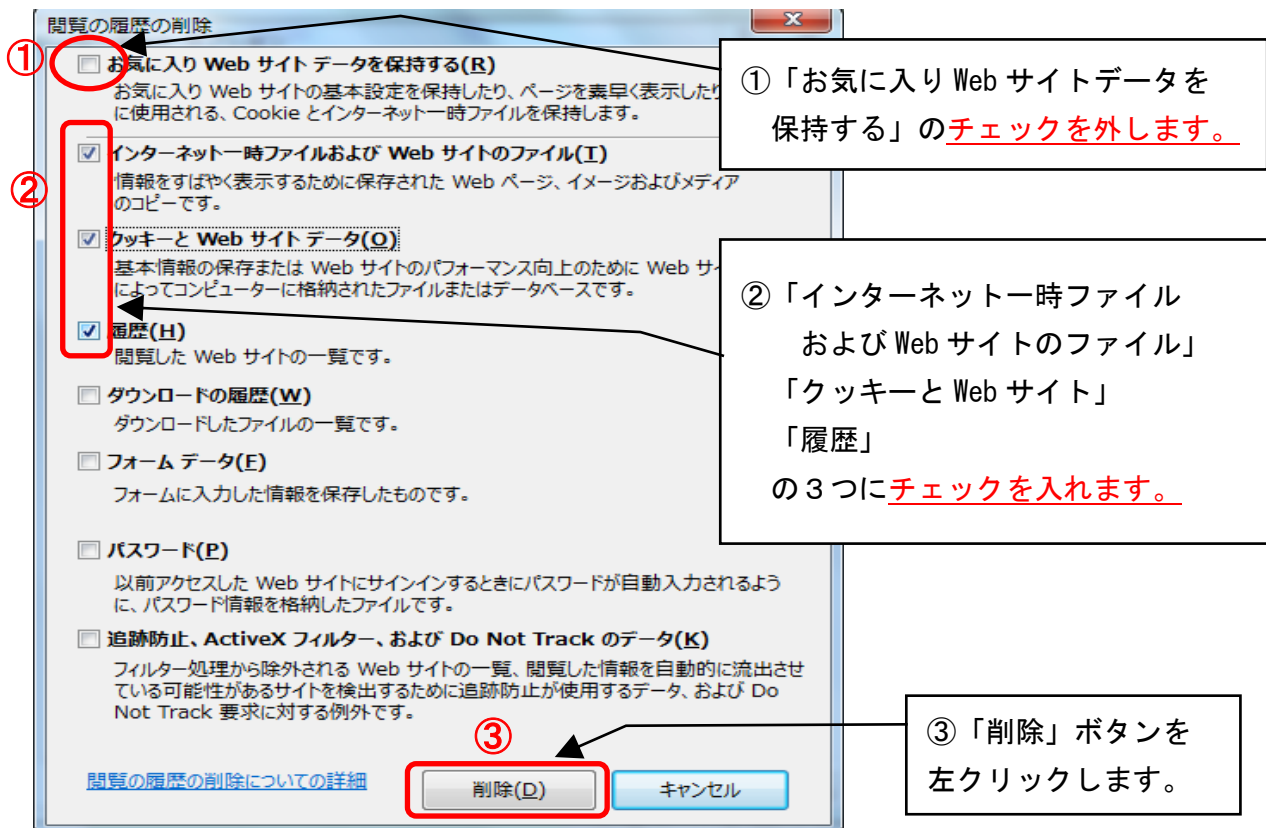 閲覧の履歴の削除
①
お気に入り Web サイト データを保持する(R)
お気に入り Web サイトの基本設定を保持したり、ページを素早く表示したり
に使用される、Cookie とインターネット一時ファイルを保持します。
②
インターネット一時ファイルおよび Web サイトのファイル(T)
情報をすばやく表示するために保存された Web ページ、イメージおよびメディア
のコピーです。
クッキーと Web サイト データ(O)
基本情報の保存または Web サイトのパフォーマンス向上のために Web サイ
によってコンピューターに格納されたファイルまたはデータベースです。
履歴(H)
閲覧した Web サイトの一覧です。
ダウンロードの履歴(W)
ダウンロードしたファイルの一覧です。
フォーム データ(F)
フォームに入力した情報を保存したものです。
パスワード(P)
以前アクセスした Web サイトにサインインするときにパスワードが自動入力されるよう
に、パスワード情報を格納したファイルです。
追跡防止、ActiveX フィルター、および Do Not Track のデータ(K)
フィルター処理から除外される Web サイトの一覧、閲覧した情報を自動的に流出させ
ている可能性があるサイトを検出するために追跡防止が使用するデータ、および Do
Not Track 要求に対する例外です。
③
閲覧の履歴の削除についての詳細
削除(D)
キャンセル
①「お気に入り Web サイトデータを
保持する」のチェックを外します。
②「インターネット一時ファイル
および Web サイトのファイル」
「クッキーと Web サイト」
「履歴」
の３つにチェックを入れます。
③「削除」ボタンを
左クリックします。